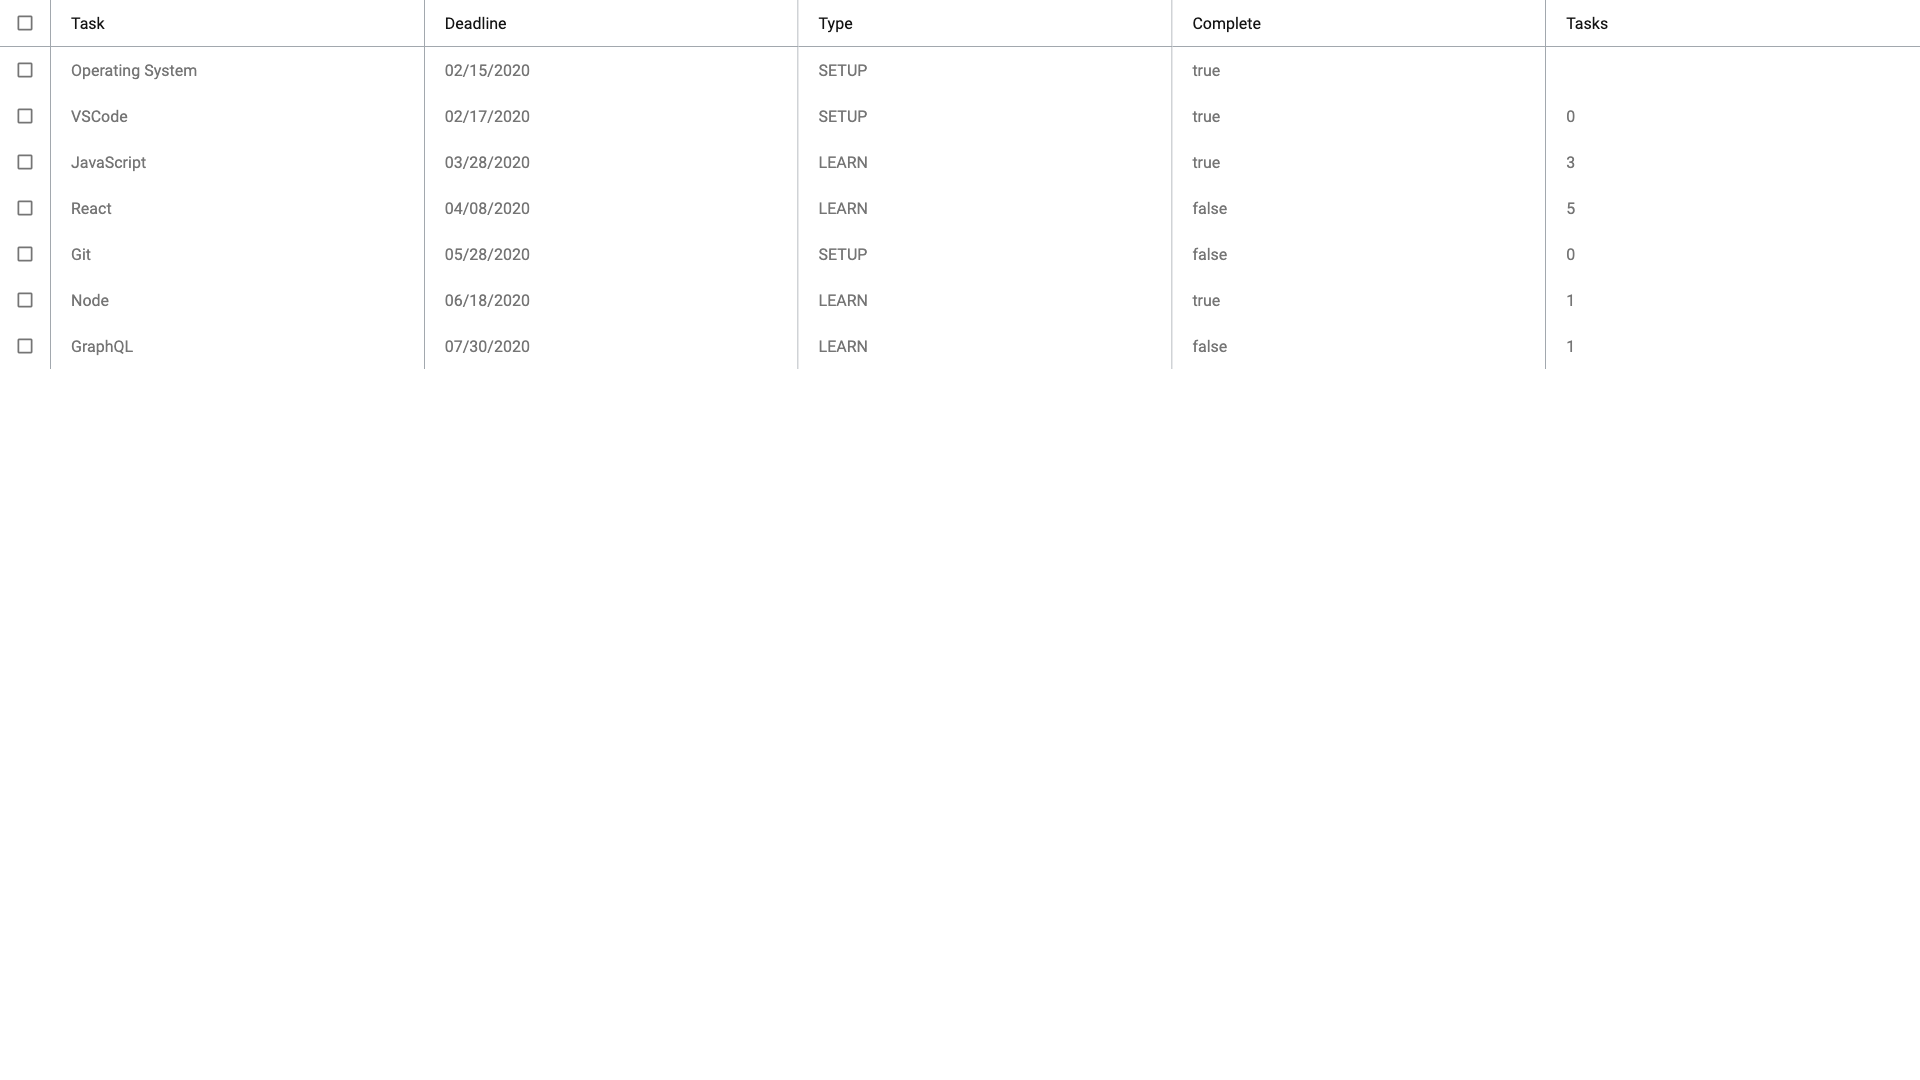 Task Deadline Type Complete Tasks
Operating System 02/15/2020 SETUP true
VSCode 02/17/2020 SETUP true 0
JavaScript 03/28/2020 LEARN true 3
React 04/08/2020 LEARN false 5
Git 05/28/2020 SETUP false 0
Node 06/18/2020 LEARN true 1
GraphQL 07/30/2020 LEARN false 1